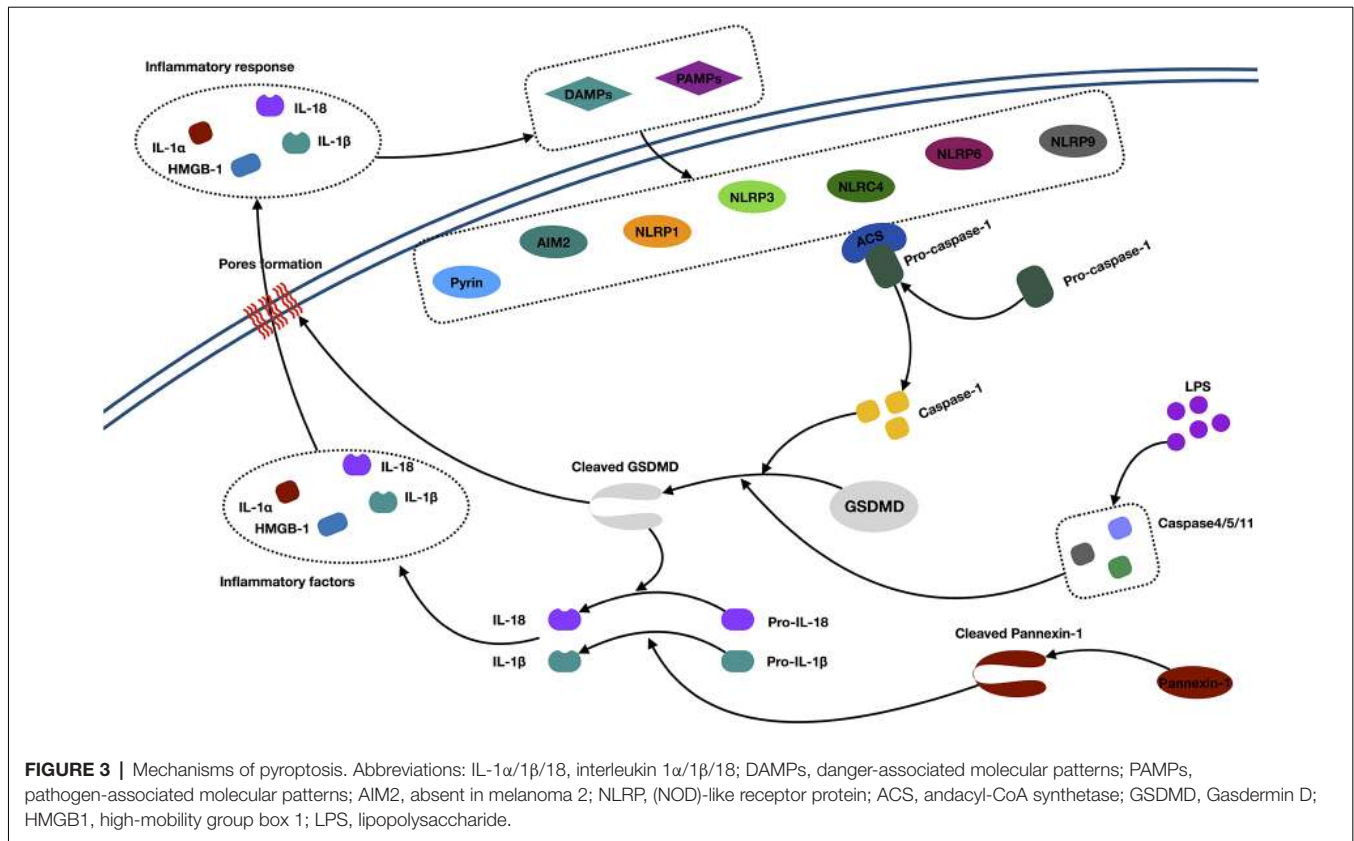 Inflammatory response
IL-18
IL-1α
IL-1β
HMGB-1
DAMPs
PAMPs
NLRP9
NLRP6
NLRC4
NLRP3
NLRP1
AIM2
Pyrin
ACS
Pro-caspase-1
Pro-caspase-1
Pores formation
Caspase-1
LPS
Cleaved GSDMD
GSDMD
Caspase4/5/11
IL-18
IL-1α
IL-1β
HMGB-1
Inflammatory factors
IL-18
Pro-IL-18
IL-1β
Pro-IL-1β
Cleaved Pannexin-1
Pannexin-1
FIGURE 3 | Mechanisms of pyroptosis. Abbreviations: IL-1α/1β/18, interleukin 1α/1β/18; DAMPs, danger-associated molecular patterns; PAMPs,
pathogen-associated molecular patterns; AIM2, absent in melanoma 2; NLRP, (NOD)-like receptor protein; ACS, andacyl-CoA synthetase; GSDMD, Gasdermin D;
HMGB1, high-mobility group box 1; LPS, lipopolysaccharide.